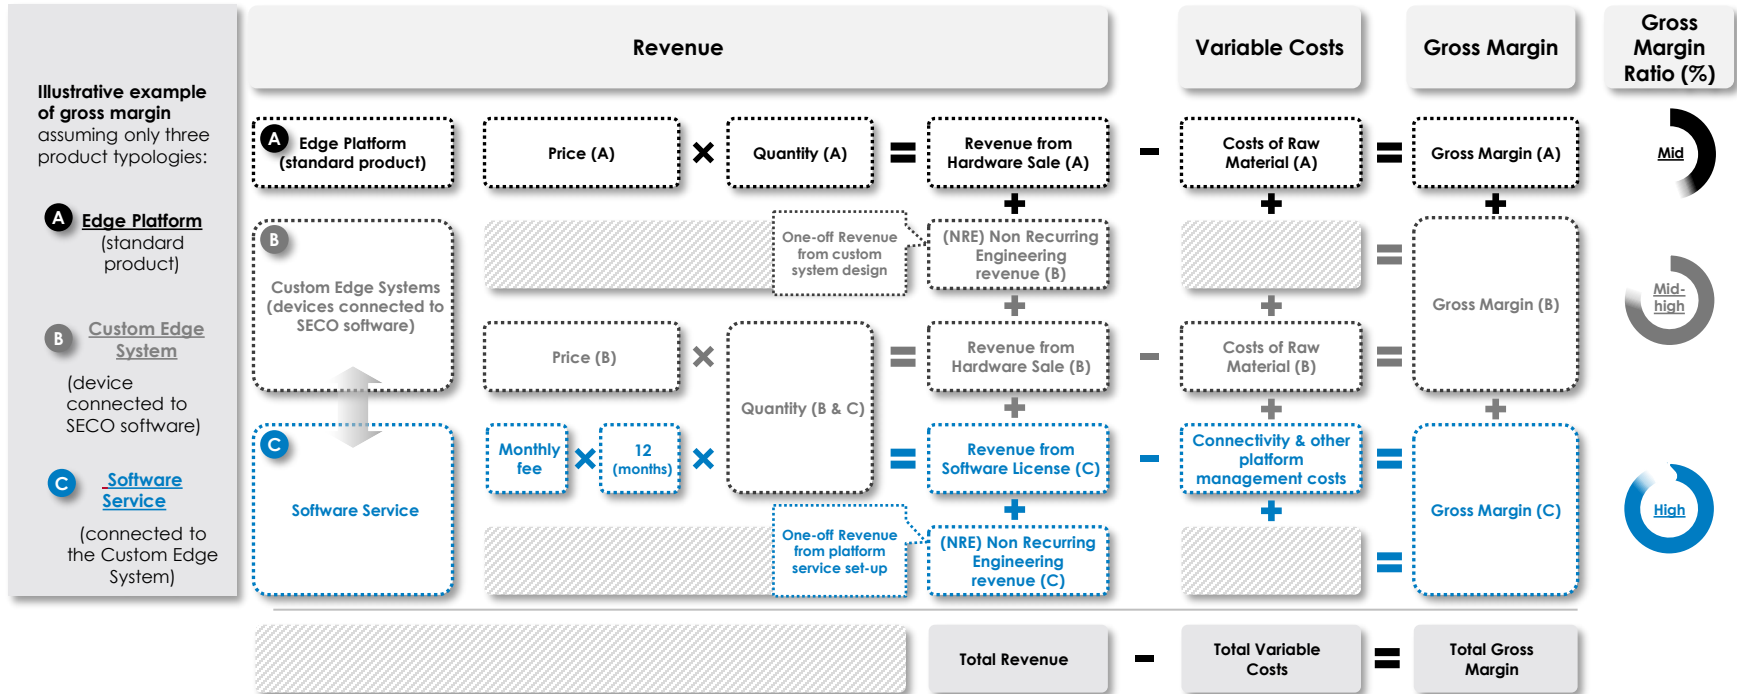 Illustrative example
of gross margin
assuming only three
product typologies:
A
Edge Platform
(standard
product)
B
Custom Edge
System
(device
connected to
SECO software)
C
Software
Service
(connected to
the Custom Edge
System)
Revenue
Variable Costs
Gross Margin
Gross
Margin
Ratio (%)
A
Edge Platform
(standard product)
Price (A)
×
Quantity (A)
=
Revenue from
Hardware Sale (A)
-
Costs of Raw
Material (A)
=
Gross Margin (A)
Mid
+
+
+
B
Custom Edge Systems
(devices connected to
SECO software)
One-off Revenue
from custom
system design
(NRE) Non Recurring
Engineering
revenue (B)
=
Gross Margin (B)
Mid-
high
+
+
Price (B)
×
Quantity (B & C)
=
Revenue from
Hardware Sale (B)
-
Costs of Raw
Material (B)
=
+
+
+
C
Software Service
Monthly
fee
×
12
(months)
×
=
Revenue from
Software License (C)
-
Connectivity & other
platform
management costs
=
Gross Margin (C)
High
+
+
One-off Revenue
from platform
service set-up
(NRE) Non Recurring
Engineering
revenue (C)
=
Total Revenue
-
Total Variable
Costs
=
Total Gross
Margin